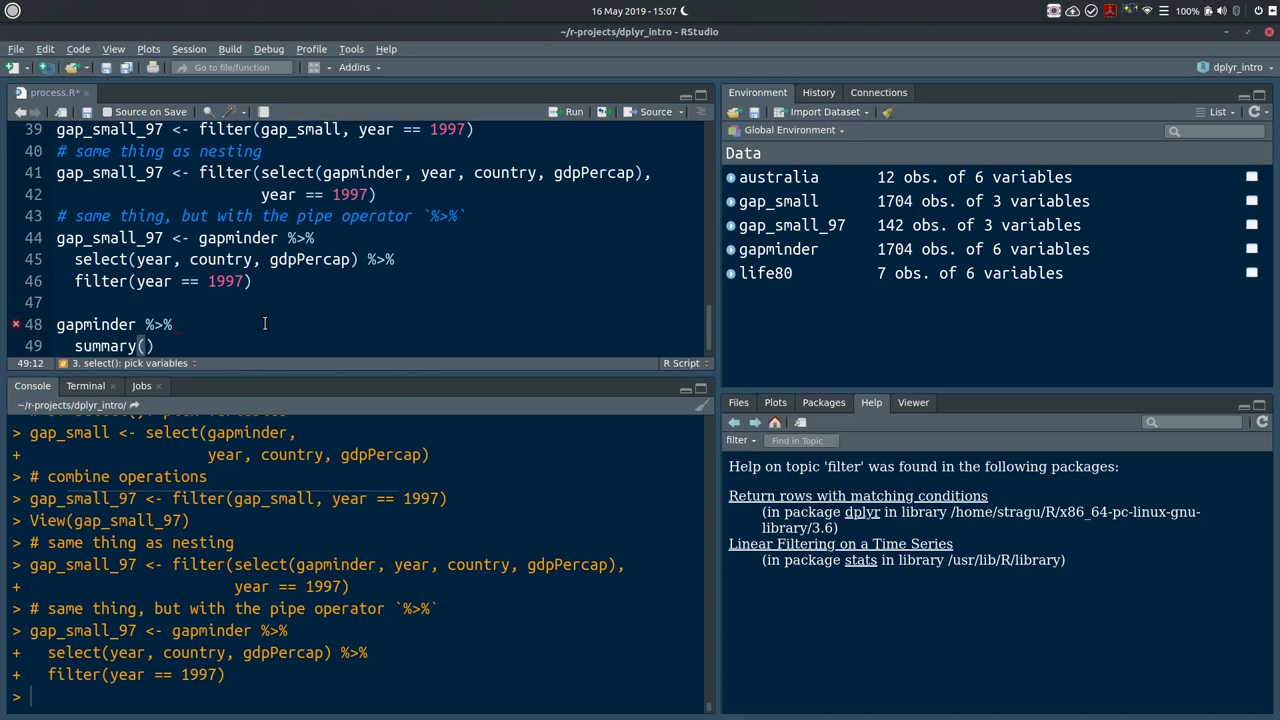 16 May 2019 - 15:07
100%
~/r-projects/dplyr_intro - RStudio
File Edit Code View Plots Session Build Debug Profile Tools Help
Go to file/function
Addins
dplyr_intro
process.R*
Source on Save
Run
Source
39 gap_small_97 <- filter(gap_small, year == 1997)
40 # same thing as nesting
41 gap_small_97 <- filter(select(gapminder, year, country, gdpPercap),
42 year == 1997)
43 # same thing, but with the pipe operator `%>%`
44 gap_small_97 <- gapminder %>%
45 select(year, country, gdpPercap) %>%
46 filter(year == 1997)
47
48 gapminder %>%
49 summary()
49:12
3. select(): pick variables
R Script
Console Terminal Jobs
~/r-projects/dplyr_intro/
> gap_small <- select(gapminder,
+ year, country, gdpPercap)
> # combine operations
> gap_small_97 <- filter(gap_small, year == 1997)
> View(gap_small_97)
> # same thing as nesting
> gap_small_97 <- filter(select(gapminder, year, country, gdpPercap),
+ year == 1997)
> # same thing, but with the pipe operator `%>%`
> gap_small_97 <- gapminder %>%
+ select(year, country, gdpPercap) %>%
+ filter(year == 1997)
>
Environment History Connections
Import Dataset
List
Global Environment
Data
australia 12 obs. of 6 variables
gap_small 1704 obs. of 3 variables
gap_small_97 142 obs. of 3 variables
gapminder 1704 obs. of 6 variables
life80 7 obs. of 6 variables
Files Plots Packages Help Viewer
filter
Find in Topic
Help on topic 'filter' was found in the following packages:
Return rows with matching conditions
(in package dplyr in library /home/stragu/R/x86_64-pc-linux-gnu-
library/3.6)
Linear Filtering on a Time Series
(in package stats in library /usr/lib/R/library)